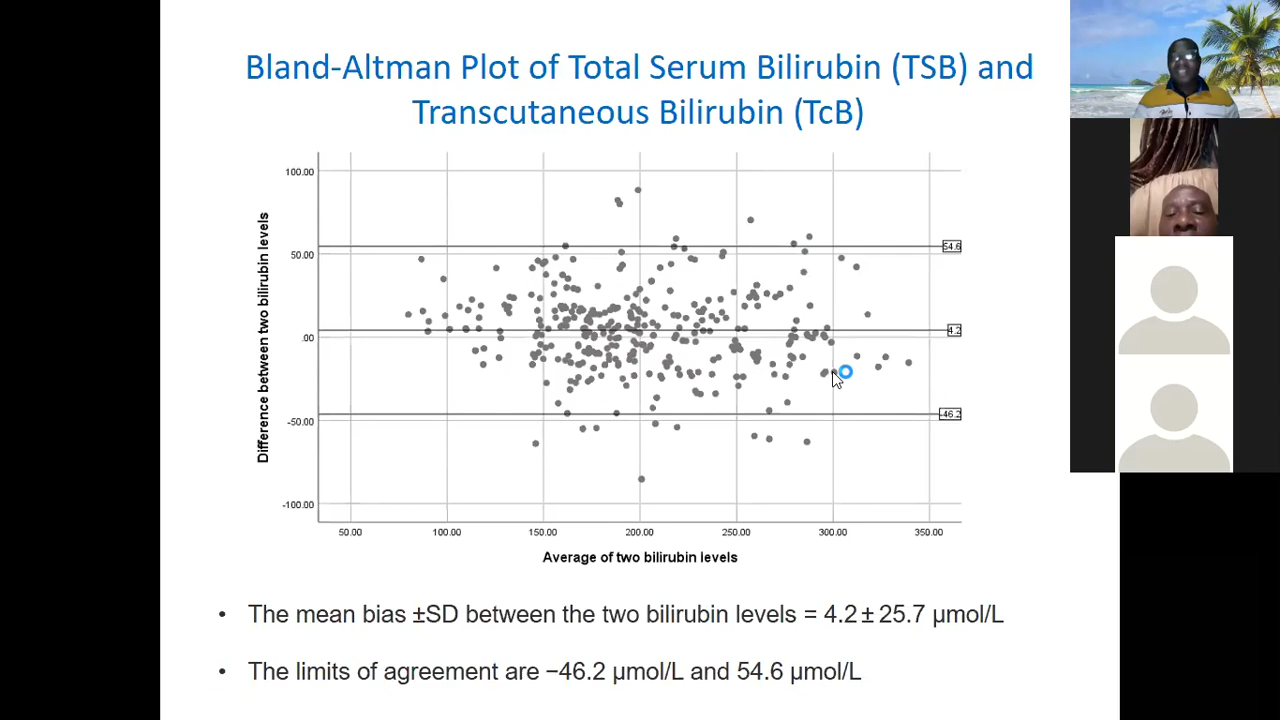 Bland-Altman Plot of Total Serum Bilirubin (TSB) and
Transcutaneous Bilirubin (TcB)
Difference between two bilirubin levels
100.00
50.00
.00
-50.00
-100.00
54.6
4.2
-46.2
50.00
100.00
150.00
200.00
250.00
300.00
350.00
Average of two bilirubin levels
• The mean bias ±SD between the two bilirubin levels = 4.2 ± 25.7 µmol/L
• The limits of agreement are −46.2 µmol/L and 54.6 µmol/L